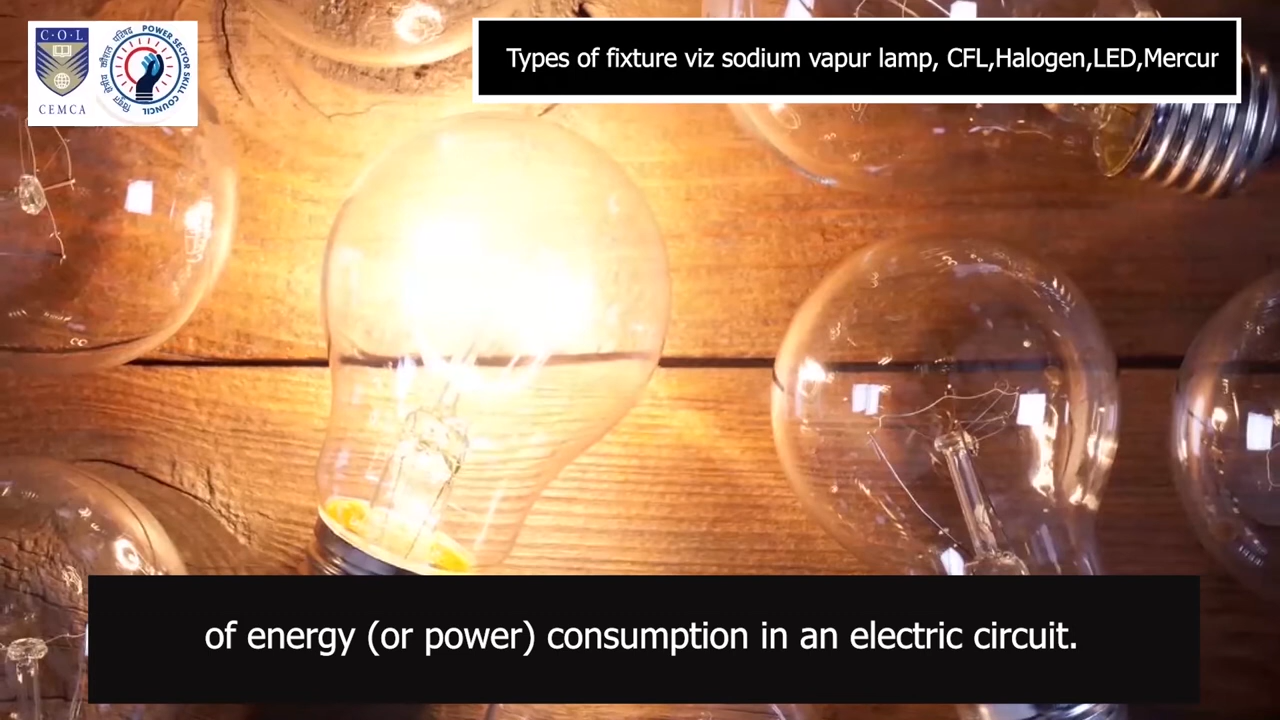 C·O·L
CEMCA
POWER SECTOR SKILL COUNCIL
Types of fixture viz sodium vapur lamp, CFL,Halogen,LED,Mercur
of energy (or power) consumption in an electric circuit.